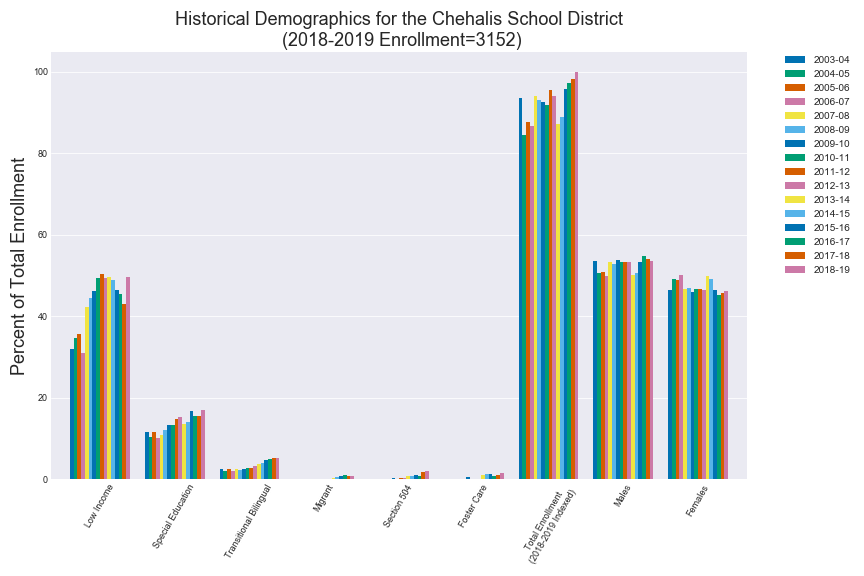 Historical Demographics for the Chehalis School District
(2018-2019 Enrollment=3152)
Percent of Total Enrollment
100
80
60
40
20
0
Low Income
Special Education
Transitional Bilingual
Migrant
Section 504
Foster Care
Total Enrollment
(2018-2019 Indexed)
Males
Females
2003-04
2004-05
2005-06
2006-07
2007-08
2008-09
2009-10
2010-11
2011-12
2012-13
2013-14
2014-15
2015-16
2016-17
2017-18
2018-19